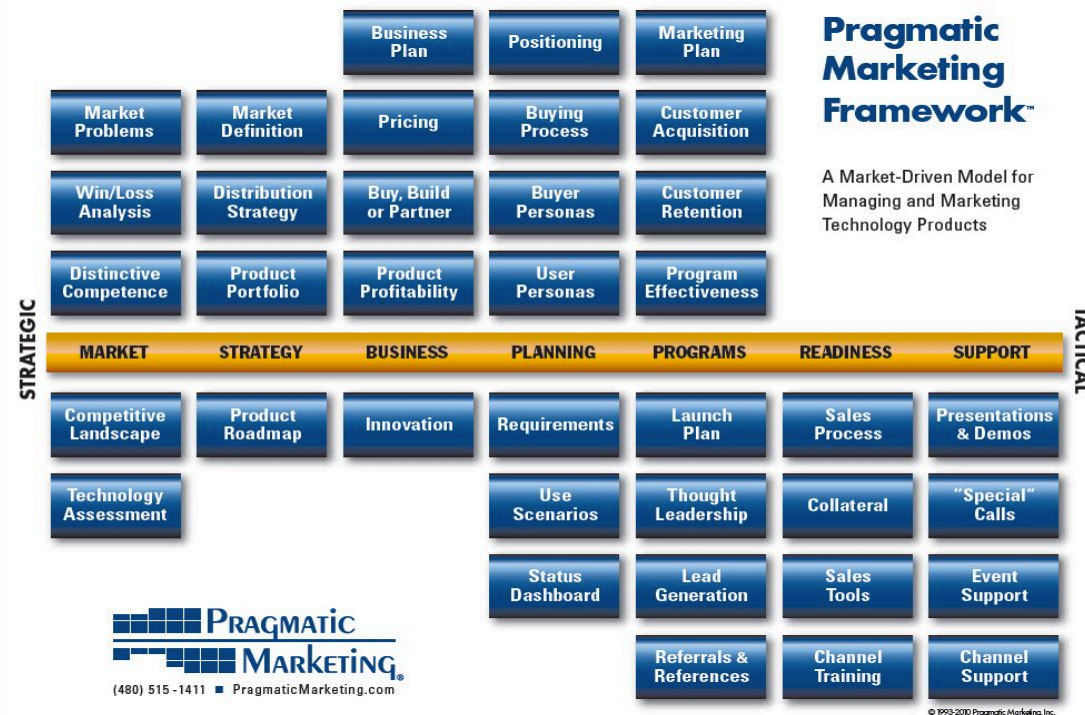 Business
Plan
Positioning
Marketing
Plan
Pragmatic
Marketing
Framework™
A Market-Driven Model for
Managing and Marketing
Technology Products
Market
Problems
Market
Definition
Pricing
Buying
Process
Customer
Acquisition
Win/Loss
Analysis
Distribution
Strategy
Buy, Build
or Partner
Buyer
Personas
Customer
Retention
Distinctive
Competence
Product
Portfolio
Product
Profitability
User
Personas
Program
Effectiveness
STRATEGIC
MARKET
STRATEGY
BUSINESS
PLANNING
PROGRAMS
READINESS
SUPPORT
TACTICAL
Competitive
Landscape
Product
Roadmap
Innovation
Requirements
Launch
Plan
Sales
Process
Presentations
& Demos
Technology
Assessment
Use
Scenarios
Thought
Leadership
Collateral
"Special"
Calls
Status
Dashboard
Lead
Generation
Sales
Tools
Event
Support
Referrals &
References
Channel
Training
Channel
Support
PRAGMATIC
MARKETING®
(480) 515-1411 ■ PragmaticMarketing.com
© 1993-2010 Pragmatic Marketing, Inc.